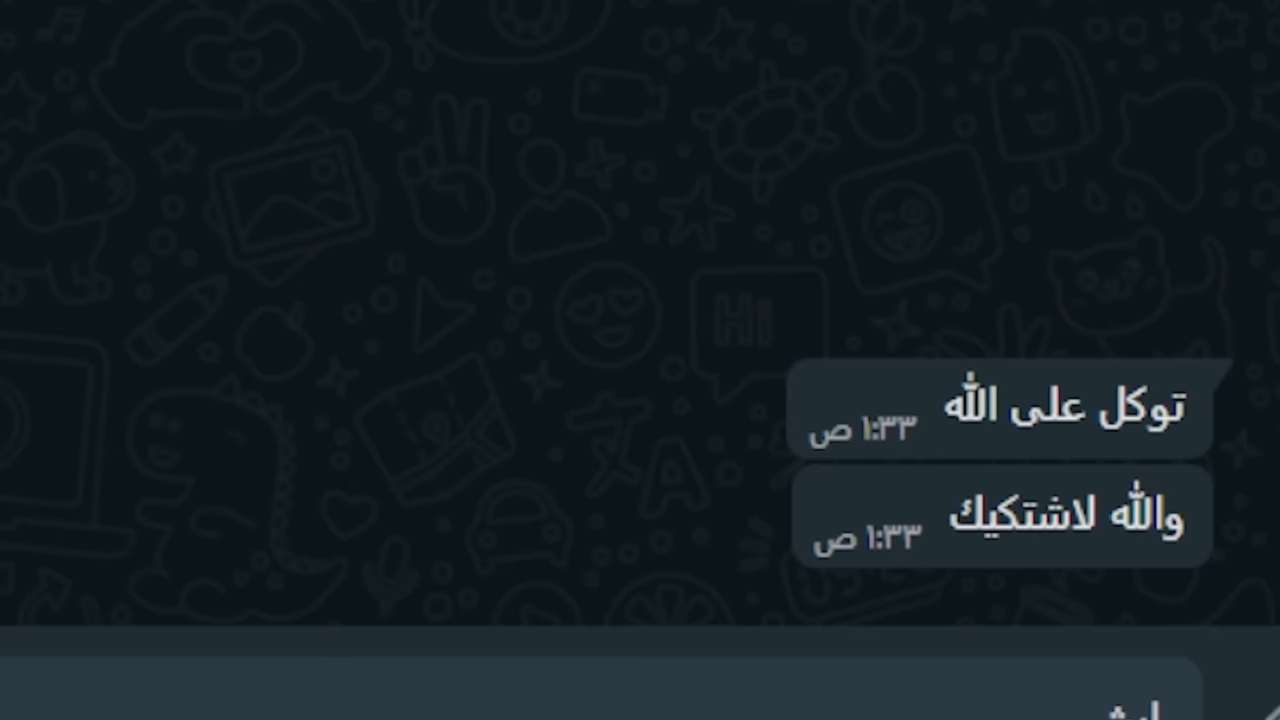 توكل على الله
١:٣٣ ص
والله لاشتكيك
١:٣٣ ص